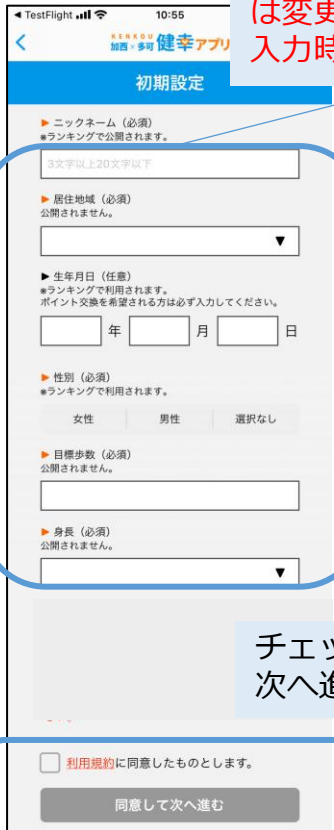 ◀ TestFlight 10:55
は変更
入力時
KENKOU
加西×多可 健幸アプリ
初期設定
▶ ニックネーム（必須）
※ランキングで公開されます。
3文字以上20文字以下
▶ 居住地域（必須）
公開されません。
▼
▶ 生年月日（任意）
※ランキングで利用されます。
ポイント交換を希望される方は必ず入力してください。
年 月 日
▶ 性別（必須）
※ランキングで利用されます。
女性 男性 選択なし
▶ 目標歩数（必須）
公開されません。
▶ 身長（必須）
公開されません。
▼
チェッ
次へ進
利用規約に同意したものとします。
同意して次へ進む